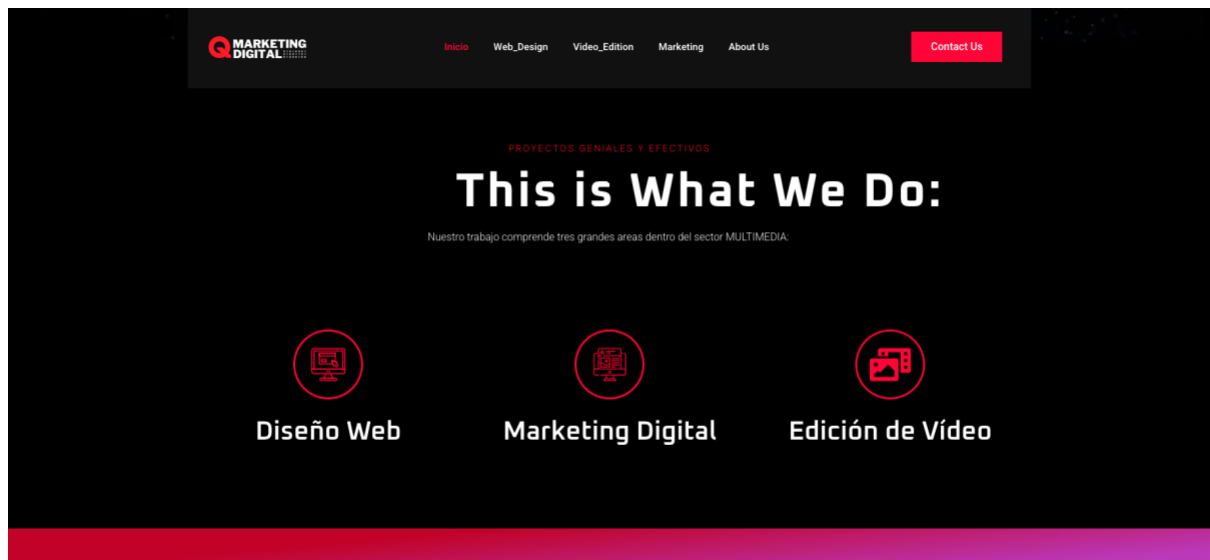 MARKETING
DIGITAL
Inicio Web_Design Video_Edition Marketing About Us
Contact Us
PROYECTOS GENIALES Y EFECTIVOS
This is What We Do:
Nuestro trabajo comprende tres grandes areas dentro del sector MULTIMEDIA:
Diseño Web
Marketing Digital
Edición de Vídeo